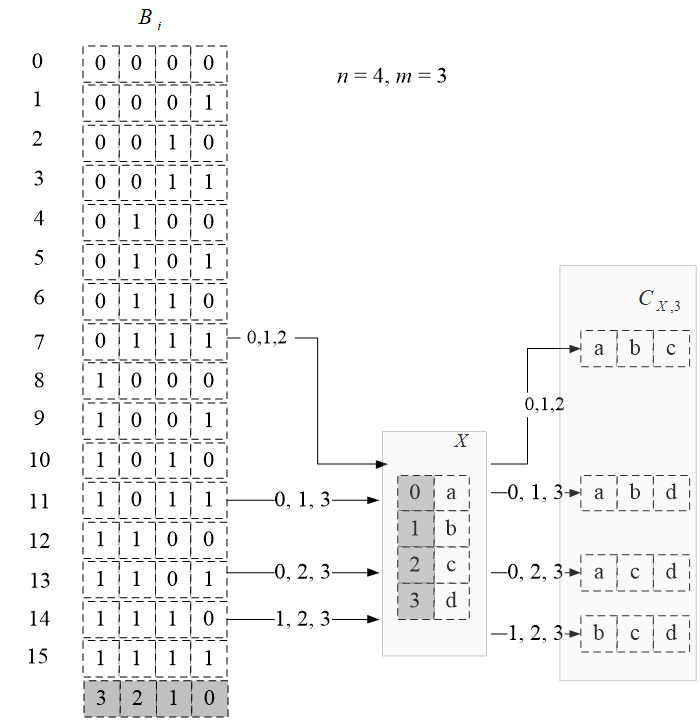 B i
n = 4, m = 3
0 0 0 0 0
1 0 0 0 1
2 0 0 1 0
3 0 0 1 1
4 0 1 0 0
5 0 1 0 1
6 0 1 1 0
C X,3
7 0 1 1 1 0,1,2 a b c
8 1 0 0 0
0,1,2
9 1 0 0 1
X
10 1 0 1 0
11 1 0 1 1 0, 1, 3 0 a 0, 1, 3 a b d
1 b
12 1 1 0 0
13 1 1 0 1 0, 2, 3 2 c 0, 2, 3 a c d
3 d
14 1 1 1 0 1, 2, 3 1, 2, 3 b c d
15 1 1 1 1
3 2 1 0